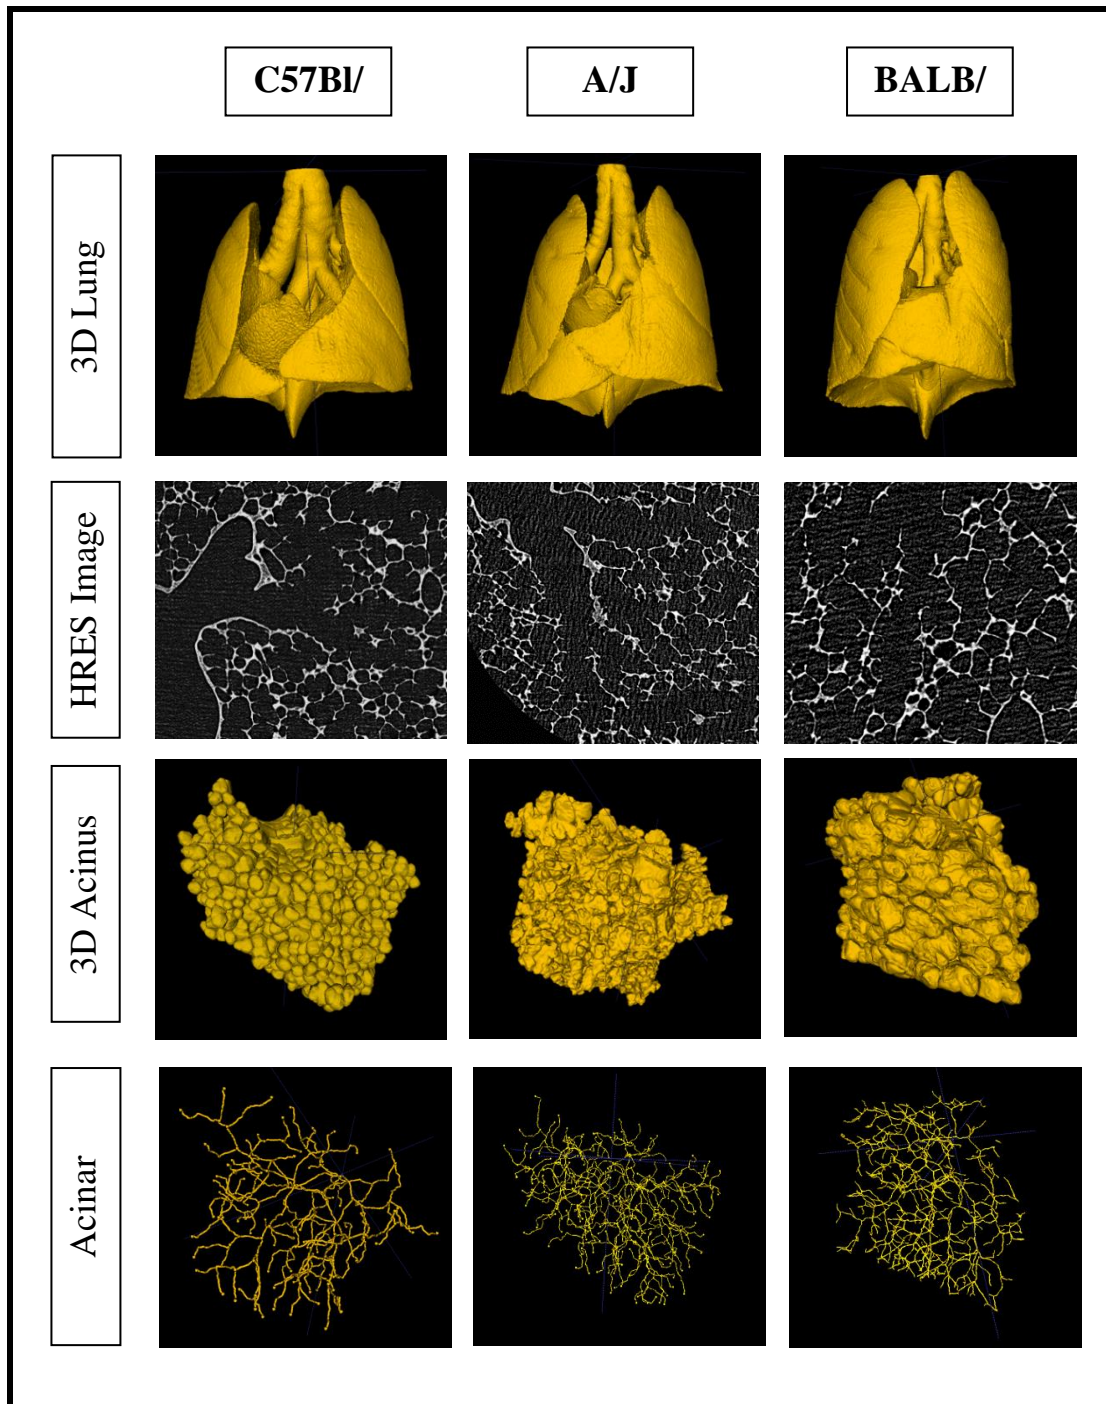 C57Bl/
A/J
BALB/
3D Lung
HRES Image
3D Acinus
Acinar